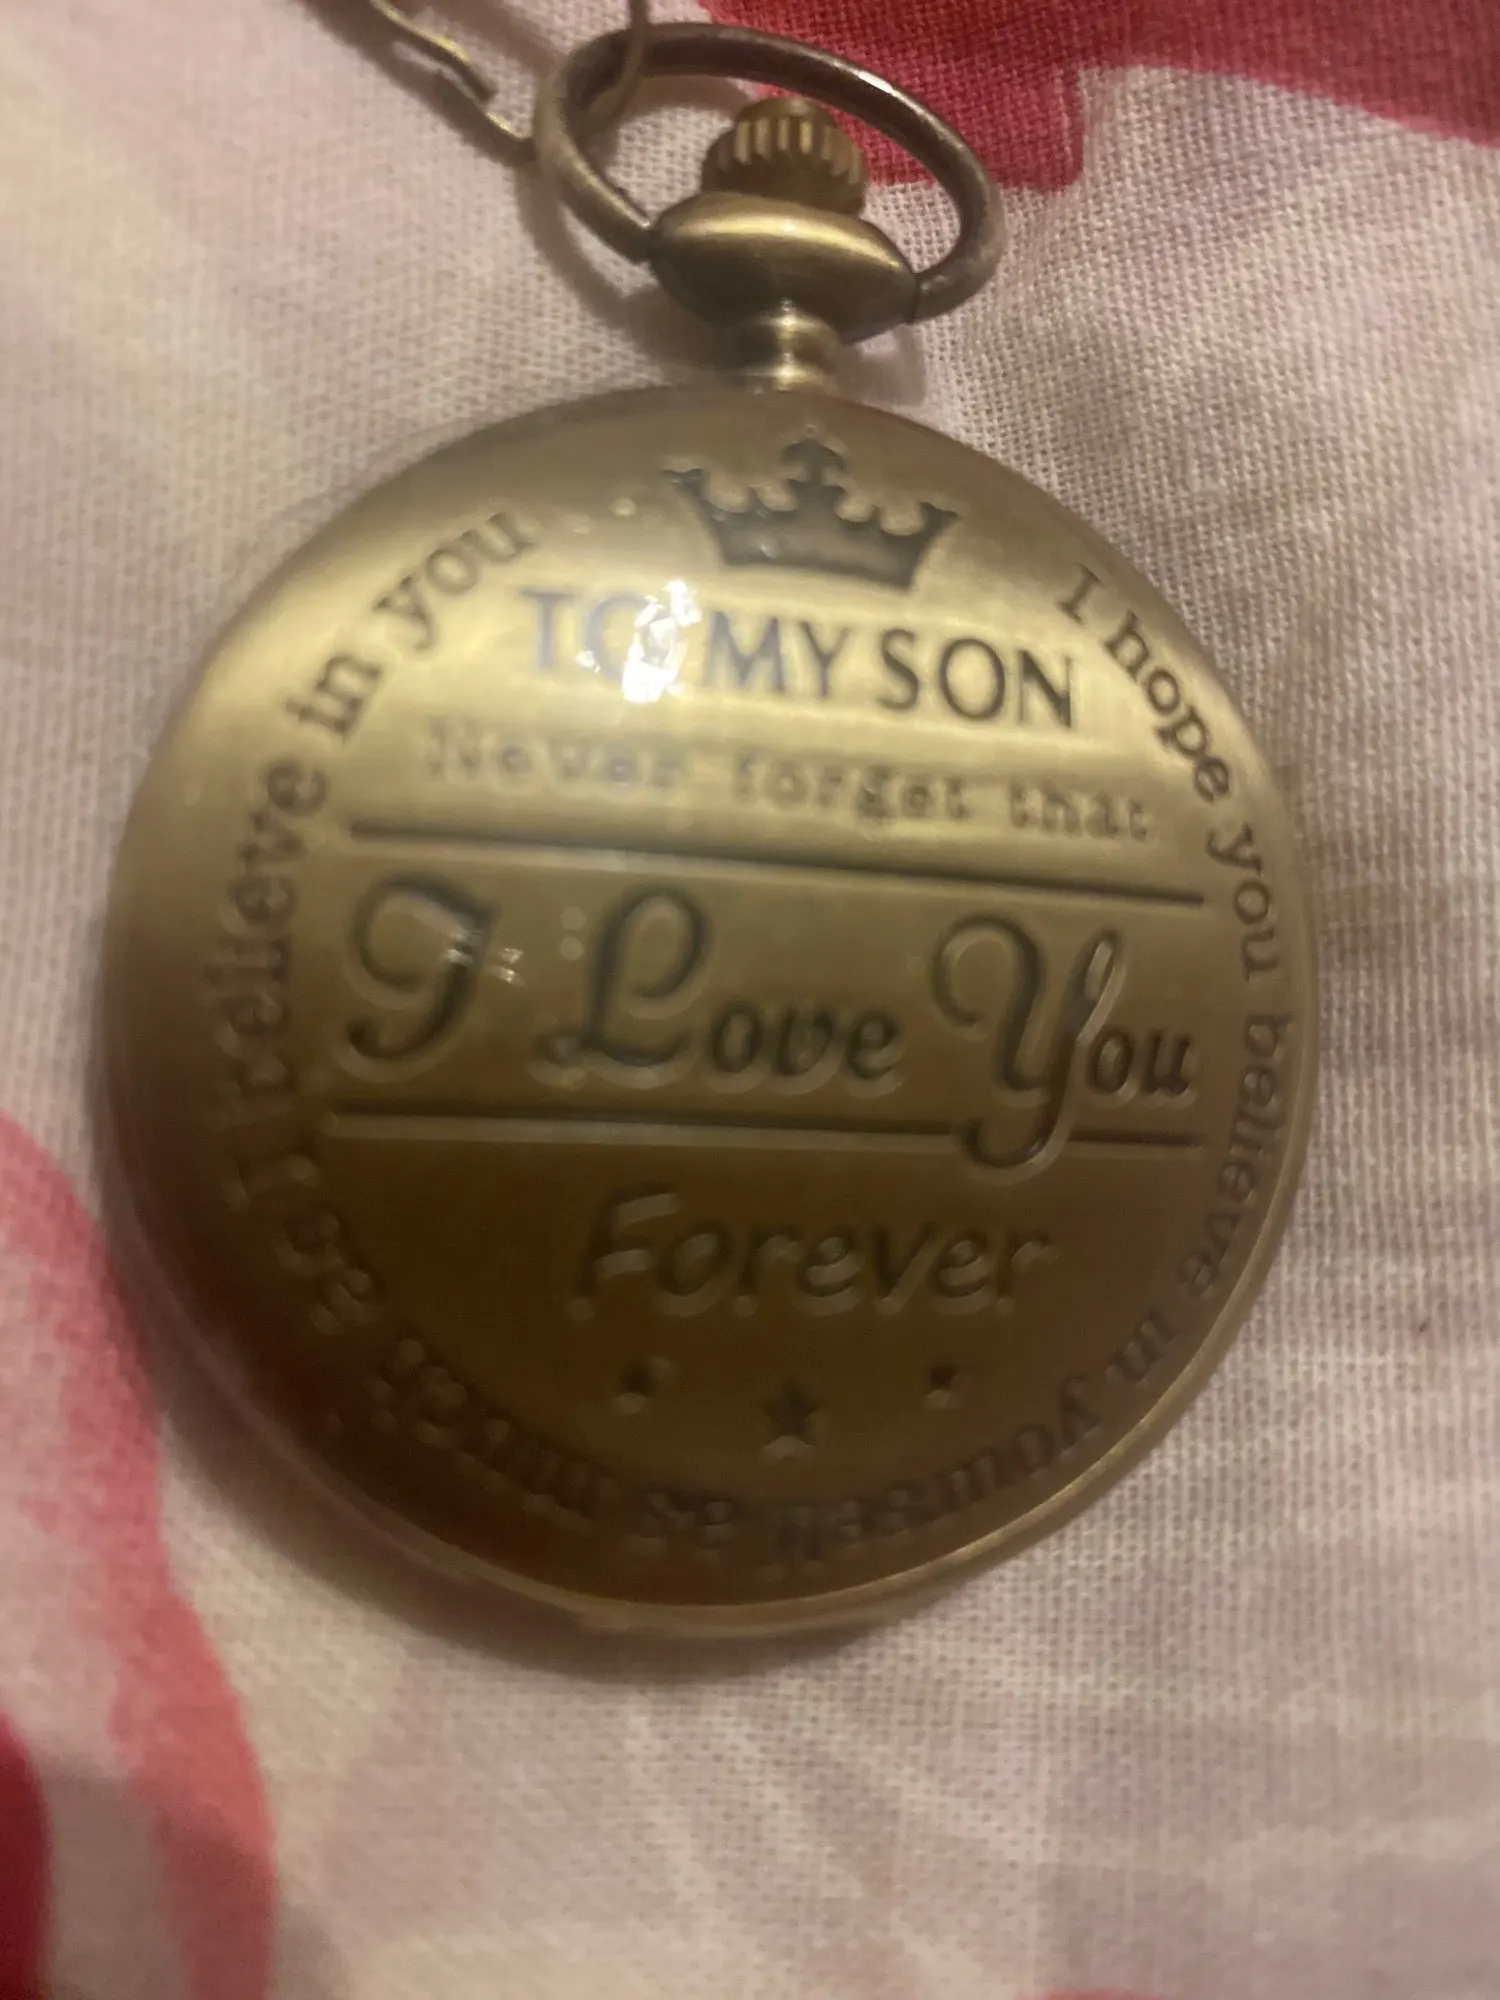 TO MY SON
Never forget that
I Love You
Forever
I hope you believe in yourself as much as I believe in you